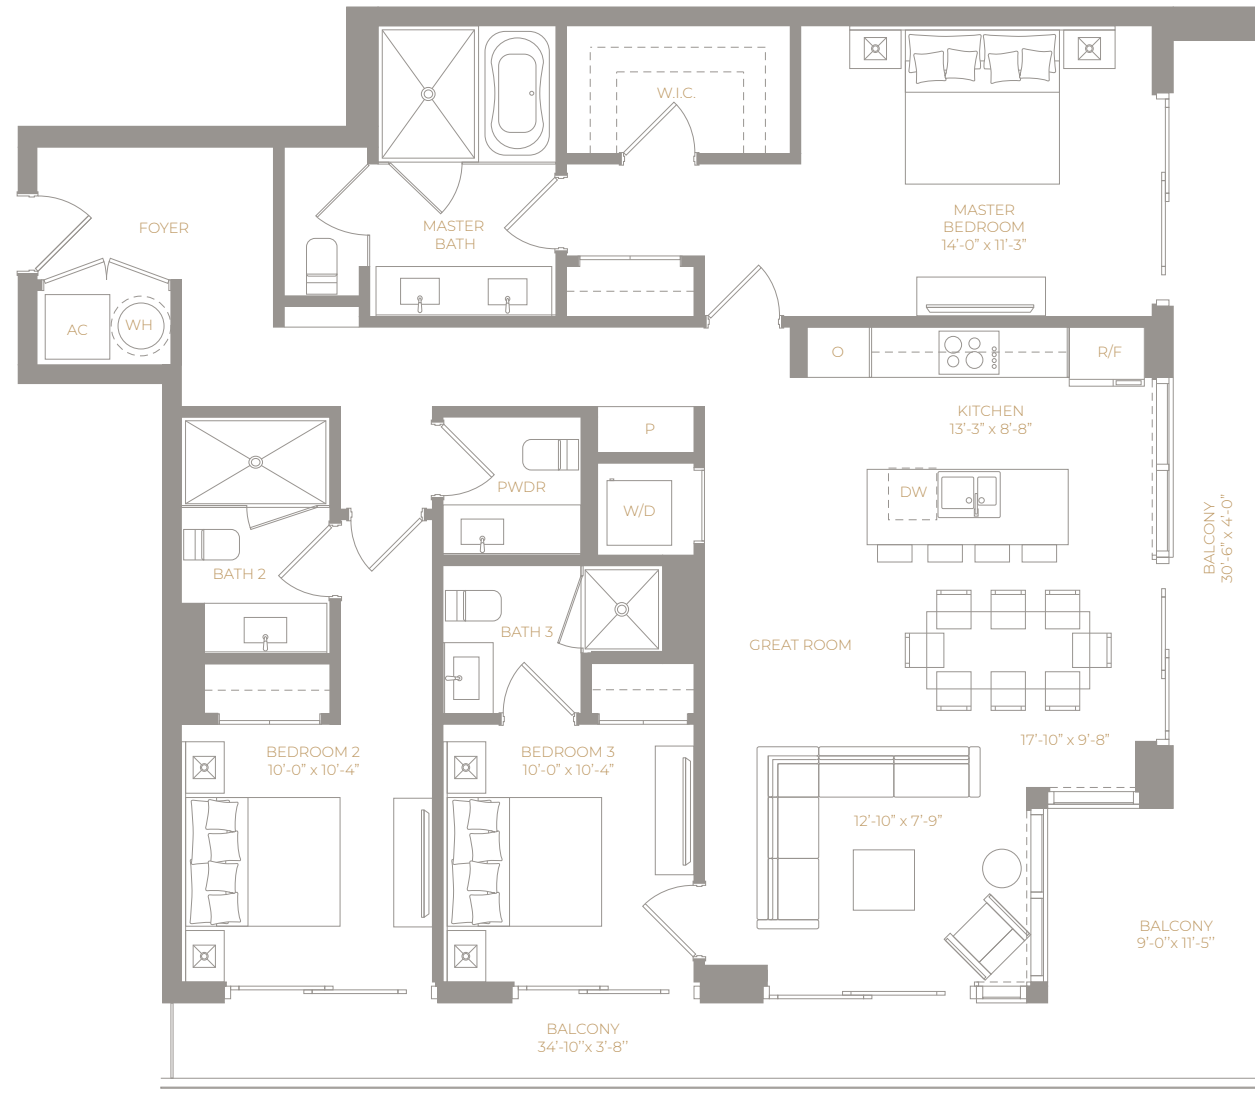 W.I.C.
MASTER
BEDROOM
14'-0" x 11'-3"
FOYER
MASTER
BATH
AC
WH
O
R/F
KITCHEN
13'-3" x 8'-8"
P
PWDR
W/D
DW
BALCONY
30'-6" x 4'-0"
BATH 2
BATH 3
GREAT ROOM
17'-10" x 9'-8"
BEDROOM 2
10'-0" x 10'-4"
BEDROOM 3
10'-0" x 10'-4"
12'-10" x 7'-9"
BALCONY
9'-0''x 11'-5''
BALCONY
34'-10''x 3'-8''